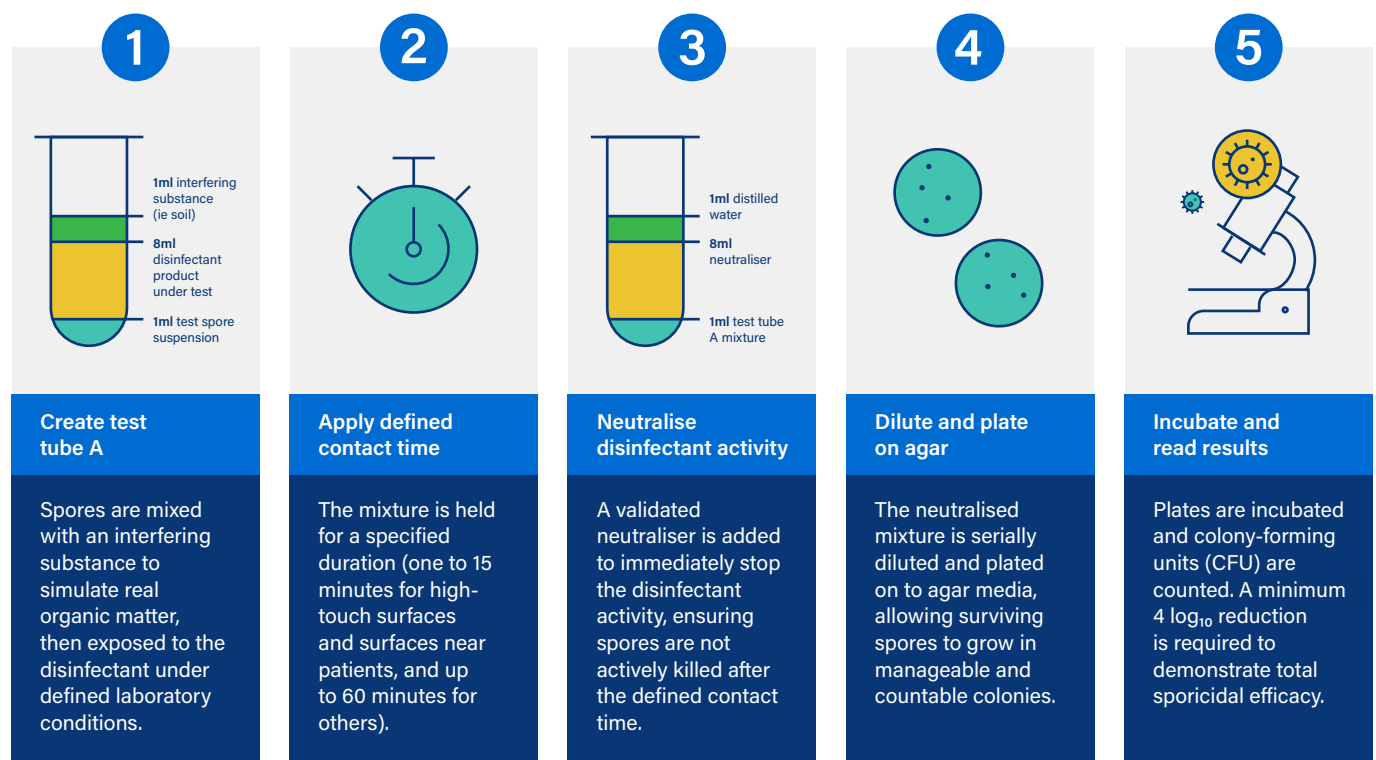 1
1ml interfering
substance
(ie soil)
8ml
disinfectant
product
under test
1ml test spore
suspension
Create test
tube A
Spores are mixed
with an interfering
substance to
simulate real
organic matter,
then exposed to the
disinfectant under
defined laboratory
conditions.
2
Apply defined
contact time
The mixture is held
for a specified
duration (one to 15
minutes for high-
touch surfaces
and surfaces near
patients, and up
to 60 minutes for
others).
3
1ml distilled
water
8ml
neutraliser
1ml test tube
A mixture
Neutralise
disinfectant activity
A validated
neutraliser is added
to immediately stop
the disinfectant
activity, ensuring
spores are not
actively killed after
the defined contact
time.
4
Dilute and plate
on agar
The neutralised
mixture is serially
diluted and plated
on to agar media,
allowing surviving
spores to grow in
manageable and
countable colonies.
5
Incubate and
read results
Plates are incubated
and colony-forming
units (CFU) are
counted. A minimum
4 log₁₀ reduction
is required to
demonstrate total
sporicidal efficacy.